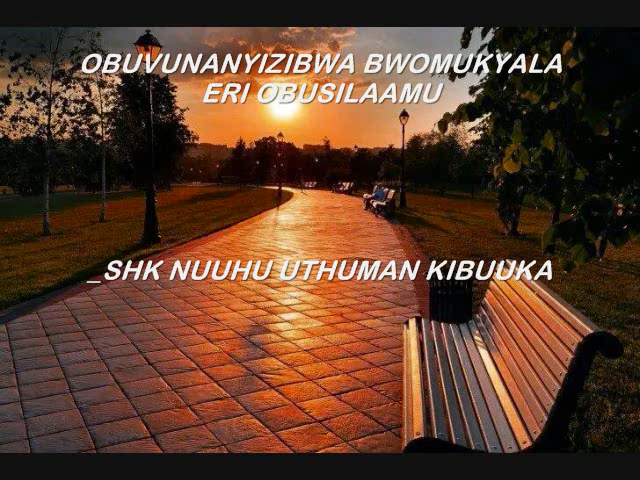 OBUVUNANYIZIBWA BWOMUKYALA
ERI OBUSILAAMU
_SHK NUUHU UTHUMAN KIBUUKA